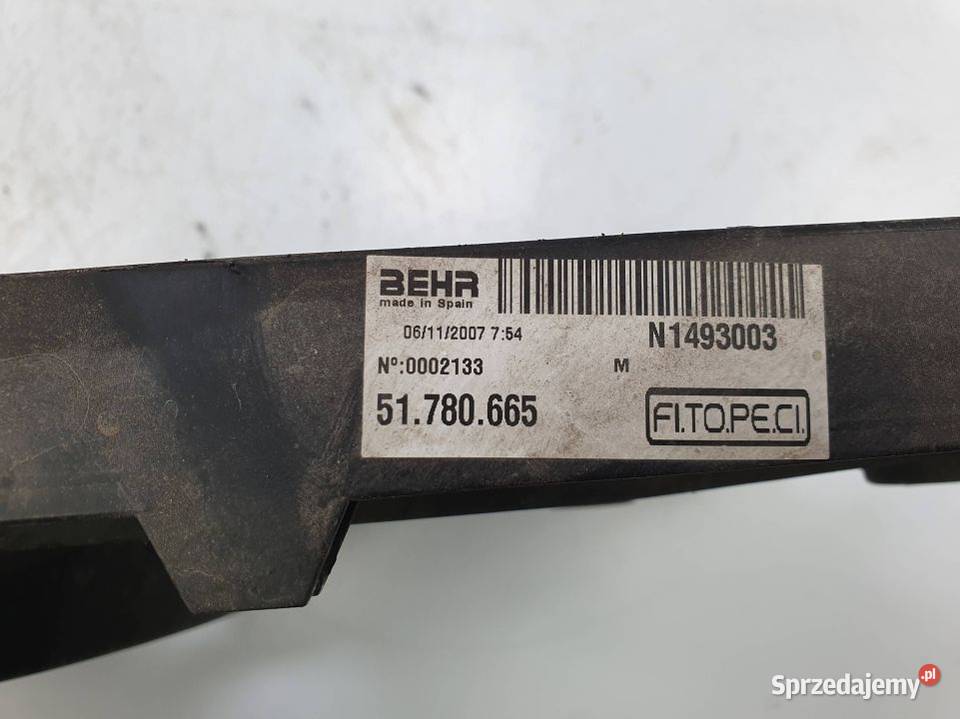 BEHR
made in Spain
06/11/2007 7:54
N1493003
Nº:0002133
M
51.780.665
FI.TO.PE.CI.
Sprzedajemy.pl